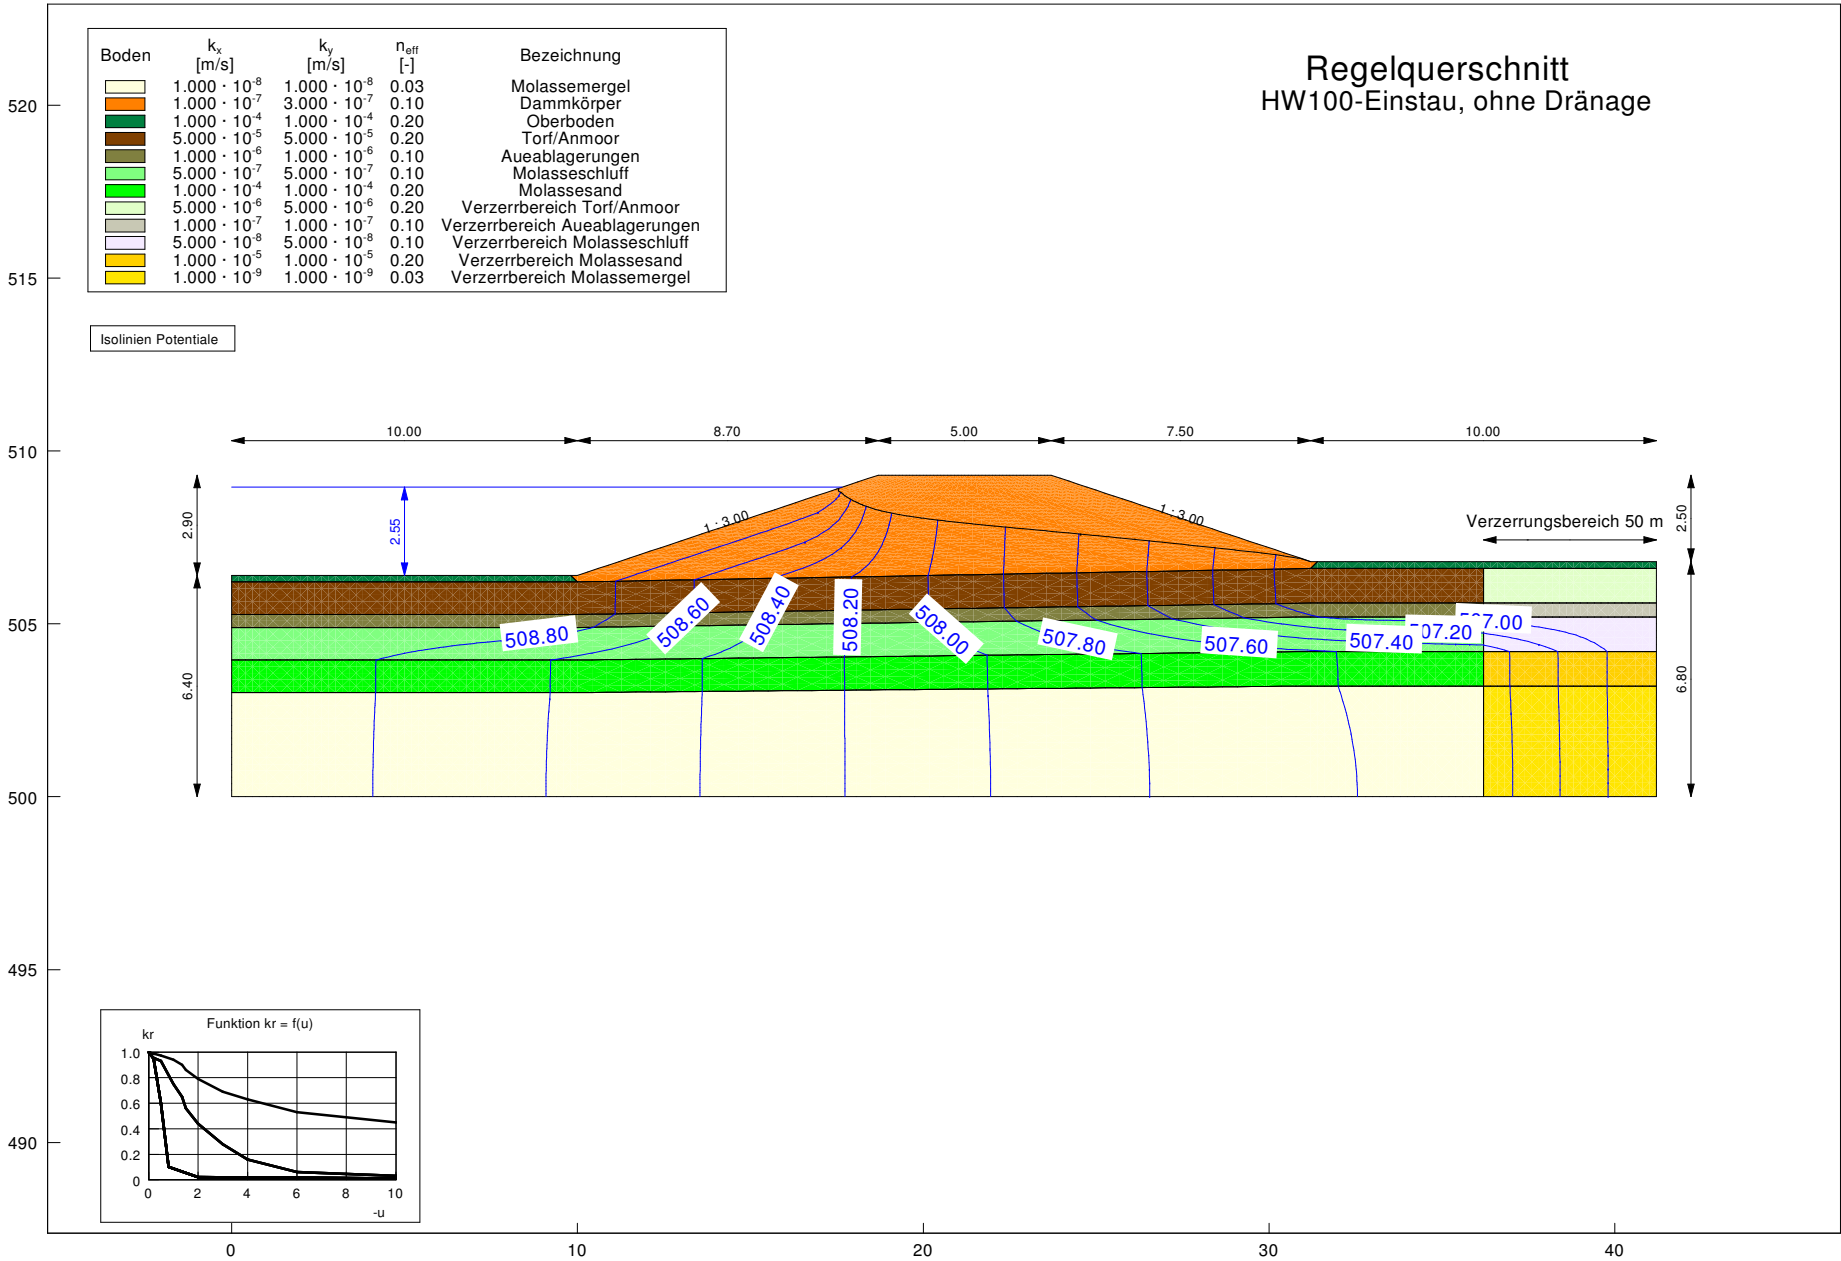 Regelquerschnitt
HW100-Einstau, ohne Dränage
Boden kx [m/s] ky [m/s] neff [-] Bezeichnung
1.000 · 10-8 1.000 · 10-8 0.03 Molassemergel
1.000 · 10-7 3.000 · 10-7 0.10 Dammkörper
1.000 · 10-4 1.000 · 10-4 0.20 Oberboden
5.000 · 10-5 5.000 · 10-5 0.20 Torf/Anmoor
1.000 · 10-6 1.000 · 10-6 0.10 Aueablagerungen
5.000 · 10-7 5.000 · 10-7 0.10 Molasseschluff
1.000 · 10-4 1.000 · 10-4 0.20 Molassesand
5.000 · 10-6 5.000 · 10-6 0.20 Verzerrbereich Torf/Anmoor
1.000 · 10-7 1.000 · 10-7 0.10 Verzerrbereich Aueablagerungen
5.000 · 10-8 5.000 · 10-8 0.10 Verzerrbereich Molasseschluff
1.000 · 10-5 1.000 · 10-5 0.20 Verzerrbereich Molassesand
1.000 · 10-9 1.000 · 10-9 0.03 Verzerrbereich Molassemergel
Isolinien Potentiale
520
515
510
505
500
495
490
10.00 8.70 5.00 7.50 10.00
2.90
2.55
1 : 3.00
1 : 3.00
Verzerrungsbereich 50 m
2.50
6.40
6.80
508.80
508.60
508.40
508.20
508.00
507.80
507.60
507.40
507.20
507.00
Funktion kr = f(u)
kr
1.0
0.8
0.6
0.4
0.2
0
0 2 4 6 8 10
-u
0 10 20 30 40